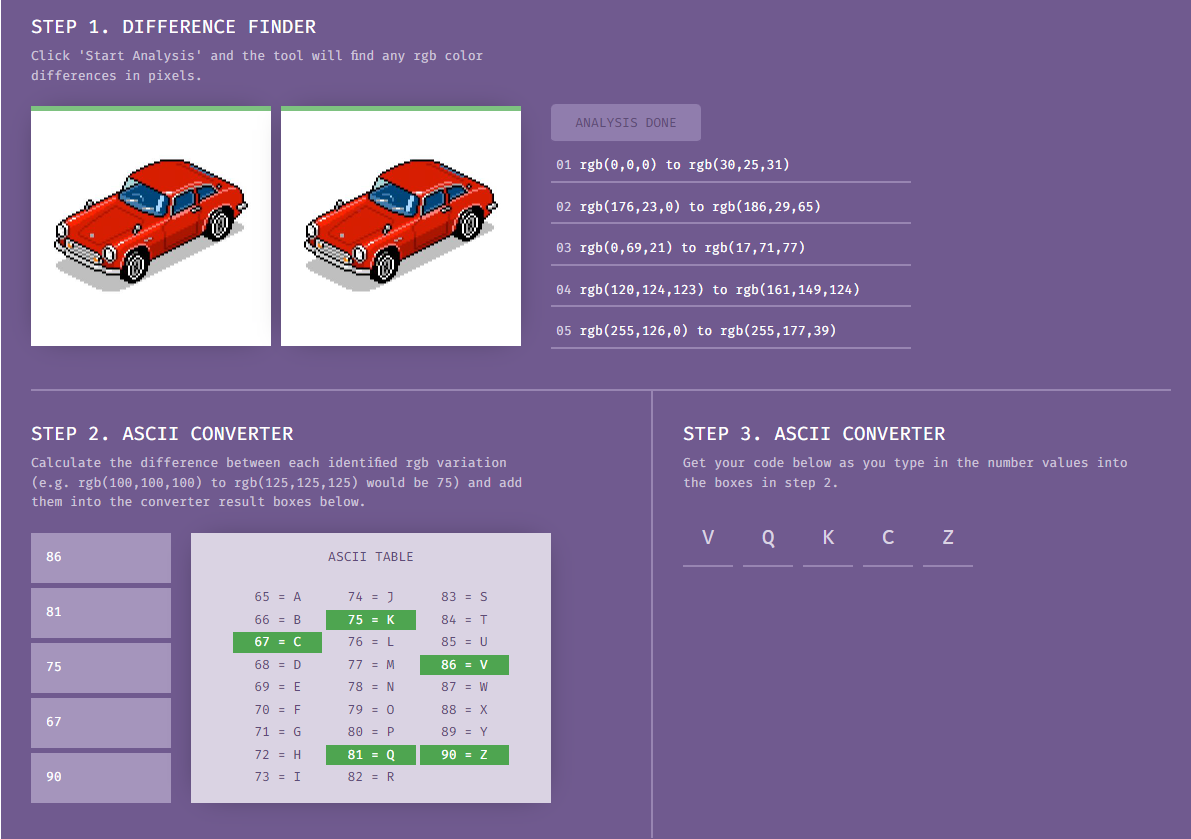 STEP 1. DIFFERENCE FINDER
Click 'Start Analysis' and the tool will find any rgb color
differences in pixels.
ANALYSIS DONE
01 rgb(0,0,0) to rgb(30,25,31)
02 rgb(176,23,0) to rgb(186,29,65)
03 rgb(0,69,21) to rgb(17,71,77)
04 rgb(120,124,123) to rgb(161,149,124)
05 rgb(255,126,0) to rgb(255,177,39)
STEP 2. ASCII CONVERTER
Calculate the difference between each identified rgb variation
(e.g. rgb(100,100,100) to rgb(125,125,125) would be 75) and add
them into the converter result boxes below.
86
81
75
67
90
ASCII TABLE
65 = A 74 = J 83 = S
66 = B 75 = K 84 = T
67 = C 76 = L 85 = U
68 = D 77 = M 86 = V
69 = E 78 = N 87 = W
70 = F 79 = O 88 = X
71 = G 80 = P 89 = Y
72 = H 81 = Q 90 = Z
73 = I 82 = R
STEP 3. ASCII CONVERTER
Get your code below as you type in the number values into
the boxes in step 2.
V Q K C Z